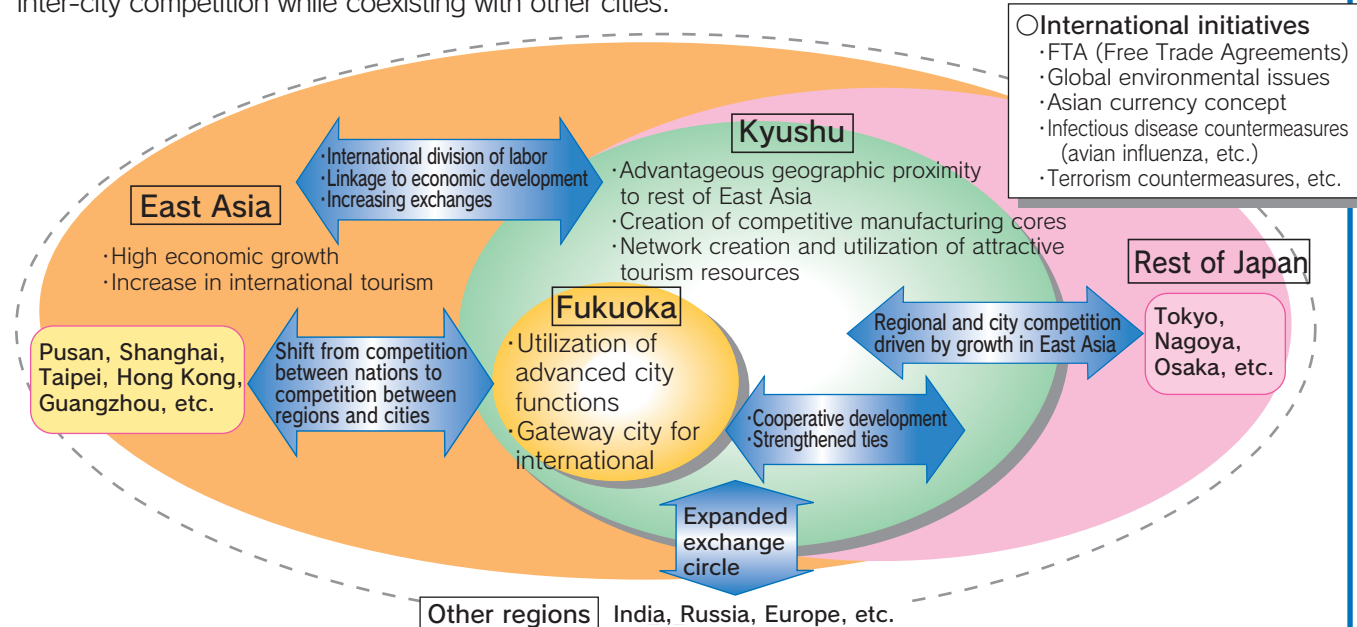 inter-city competition while coexisting with other cities.
○International initiatives
·FTA (Free Trade Agreements)
·Global environmental issues
·Asian currency concept
·Infectious disease countermeasures
(avian influenza, etc.)
·Terrorism countermeasures, etc.
Kyushu
·Advantageous geographic proximity
to rest of East Asia
·Creation of competitive manufacturing cores
·Network creation and utilization of attractive
tourism resources
·International division of labor
·Linkage to economic development
·Increasing exchanges
East Asia
·High economic growth
·Increase in international tourism
Rest of Japan
Tokyo,
Nagoya,
Osaka, etc.
Regional and city competition
driven by growth in East Asia
Fukuoka
·Utilization of
advanced city
functions
·Gateway city for
international
Pusan, Shanghai,
Taipei, Hong Kong,
Guangzhou, etc.
Shift from competition
between nations to
competition between
regions and cities
·Cooperative development
·Strengthened ties
Expanded
exchange
circle
Other regions India, Russia, Europe, etc.